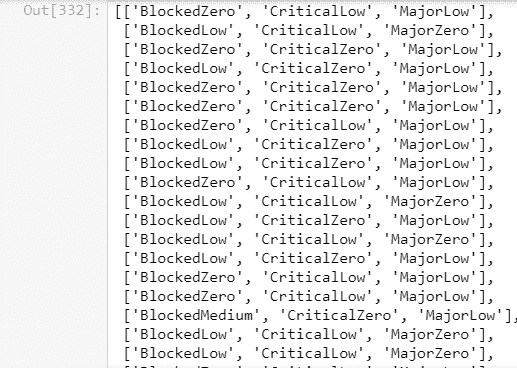 Out[332]: [['BlockedZero', 'CriticalLow', 'MajorLow'],
['BlockedLow', 'CriticalLow', 'MajorZero'],
['BlockedZero', 'CriticalZero', 'MajorLow'],
['BlockedLow', 'CriticalZero', 'MajorLow'],
['BlockedZero', 'CriticalZero', 'MajorLow'],
['BlockedZero', 'CriticalZero', 'MajorLow'],
['BlockedZero', 'CriticalLow', 'MajorLow'],
['BlockedLow', 'CriticalZero', 'MajorLow'],
['BlockedLow', 'CriticalZero', 'MajorLow'],
['BlockedZero', 'CriticalLow', 'MajorLow'],
['BlockedLow', 'CriticalLow', 'MajorZero'],
['BlockedLow', 'CriticalZero', 'MajorLow'],
['BlockedLow', 'CriticalLow', 'MajorZero'],
['BlockedLow', 'CriticalZero', 'MajorLow'],
['BlockedZero', 'CriticalLow', 'MajorLow'],
['BlockedZero', 'CriticalLow', 'MajorLow'],
['BlockedMedium', 'CriticalZero', 'MajorLow'],
['BlockedLow', 'CriticalLow', 'MajorZero'],
['BlockedLow', 'CriticalLow', 'MajorZero'],